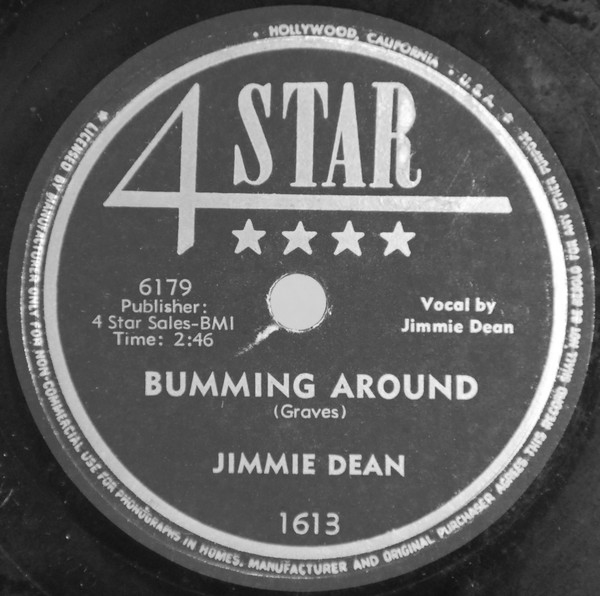 • HOLLYWOOD, CALIFORNIA • U.S.A. ★
4 STAR
6179
Publisher:
4 Star Sales-BMI
Time: 2:46
Vocal by
Jimmie Dean
BUMMING AROUND
(Graves)
JIMMIE DEAN
1613
★ LICENSED BY MANUFACTURER ONLY FOR NON-COMMERCIAL USE FOR PHONOGRAPHS IN HOMES. MANUFACTURER AND ORIGINAL PURCHASER AGREES THIS RECORD SHALL NOT BE RESOLD FOR ANY OTHER PURPOSE